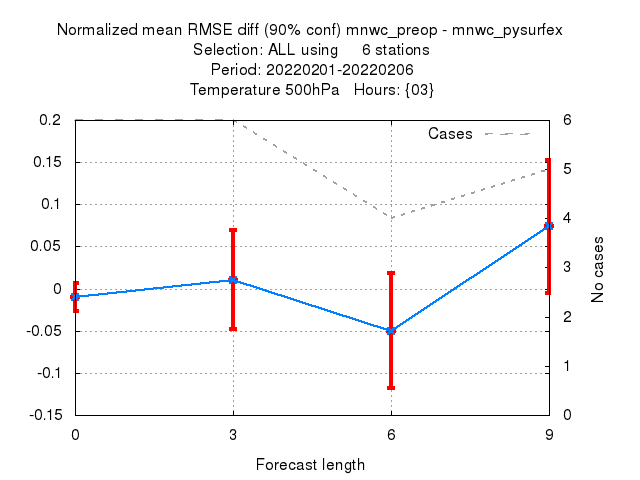 Normalized mean RMSE diff (90% conf) mnwc_preop - mnwc_pysurfex
Selection: ALL using 6 stations
Period: 20220201-20220206
Temperature 500hPa Hours: {03}
Cases
0.2
0.15
0.1
0.05
0
-0.05
-0.1
-0.15
6
5
4
3
2
1
0
No cases
0 3 6 9
Forecast length